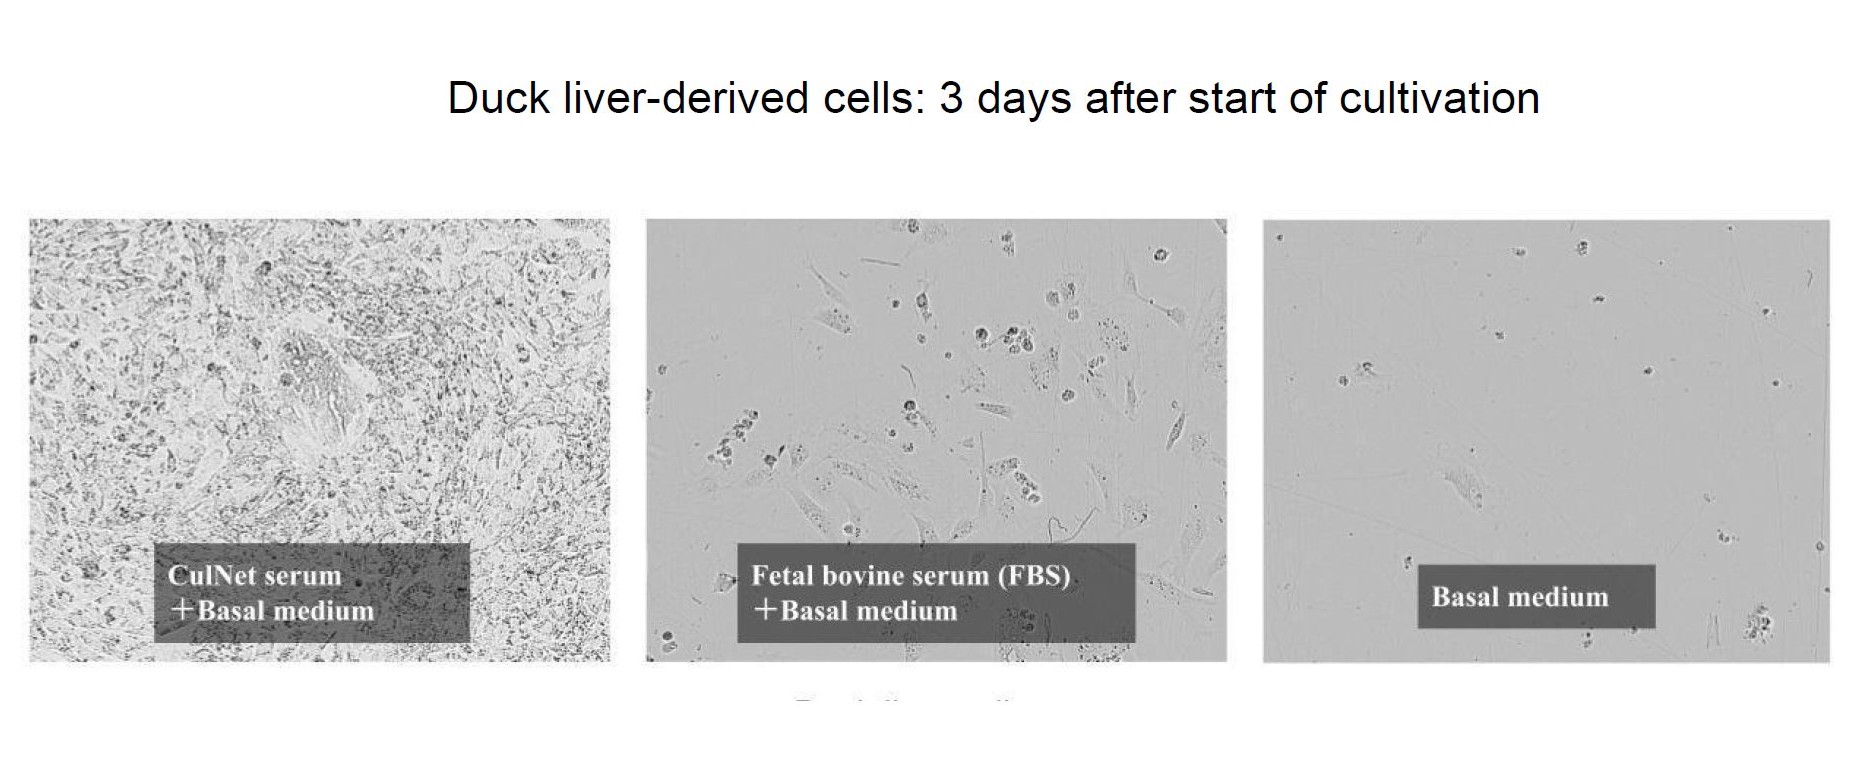 Duck liver-derived cells: 3 days after start of cultivation
CulNet serum
＋Basal medium
Fetal bovine serum (FBS)
＋Basal medium
Basal medium